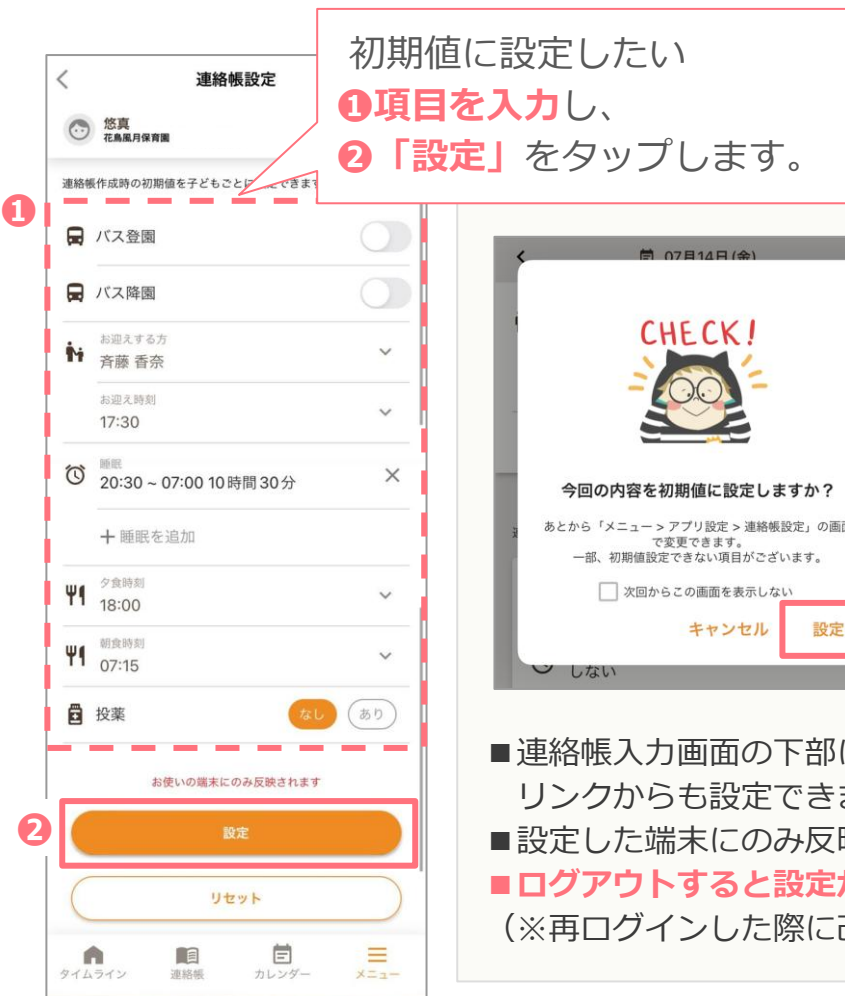 初期値に設定したい
❶項目を入力し、
❷「設定」をタップします。
連絡帳設定
悠真
花鳥風月保育園
連絡帳作成時の初期値を子どもごとに
できます
❶
バス登園
バス降園
お迎えする方
斉藤 香奈
お迎え時刻
17:30
睡眠
20:30 ~ 07:00 10時間30分
+ 睡眠を追加
夕食時刻
18:00
朝食時刻
07:15
投薬
なし
あり
お使いの端末にのみ反映されます
❷
設定
リセット
タイムライン
連絡帳
カレンダー
メニュー
07月14日(金)
CHECK!
今回の内容を初期値に設定しますか？
あとから「メニュー > アプリ設定 > 連絡帳設定」の画面
で変更できます。
一部、初期値設定できない項目がございます。
次回からこの画面を表示しない
キャンセル
設定
しない
■連絡帳入力画面の下部
リンクからも設定でき
■設定した端末にのみ反
■ログアウトすると設定
（※再ログインした際に